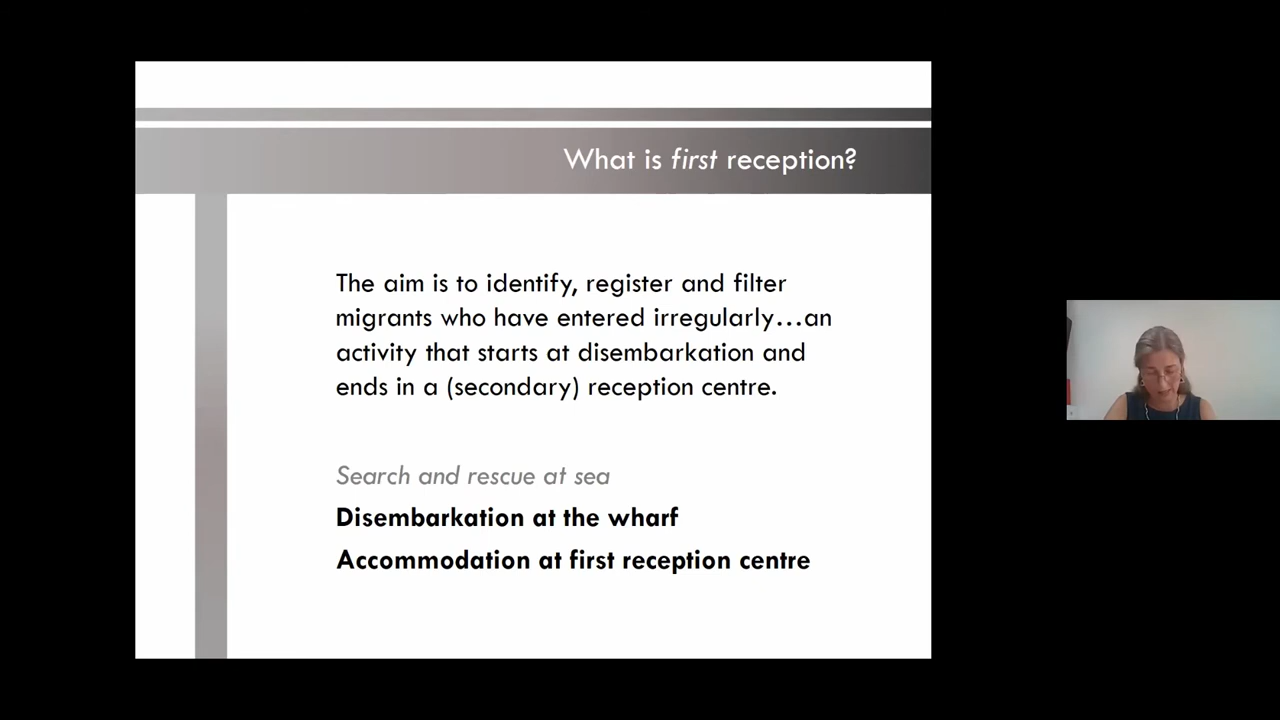 What is first reception?
The aim is to identify, register and filter
migrants who have entered irregularly…an
activity that starts at disembarkation and
ends in a (secondary) reception centre.
Search and rescue at sea
Disembarkation at the wharf
Accommodation at first reception centre